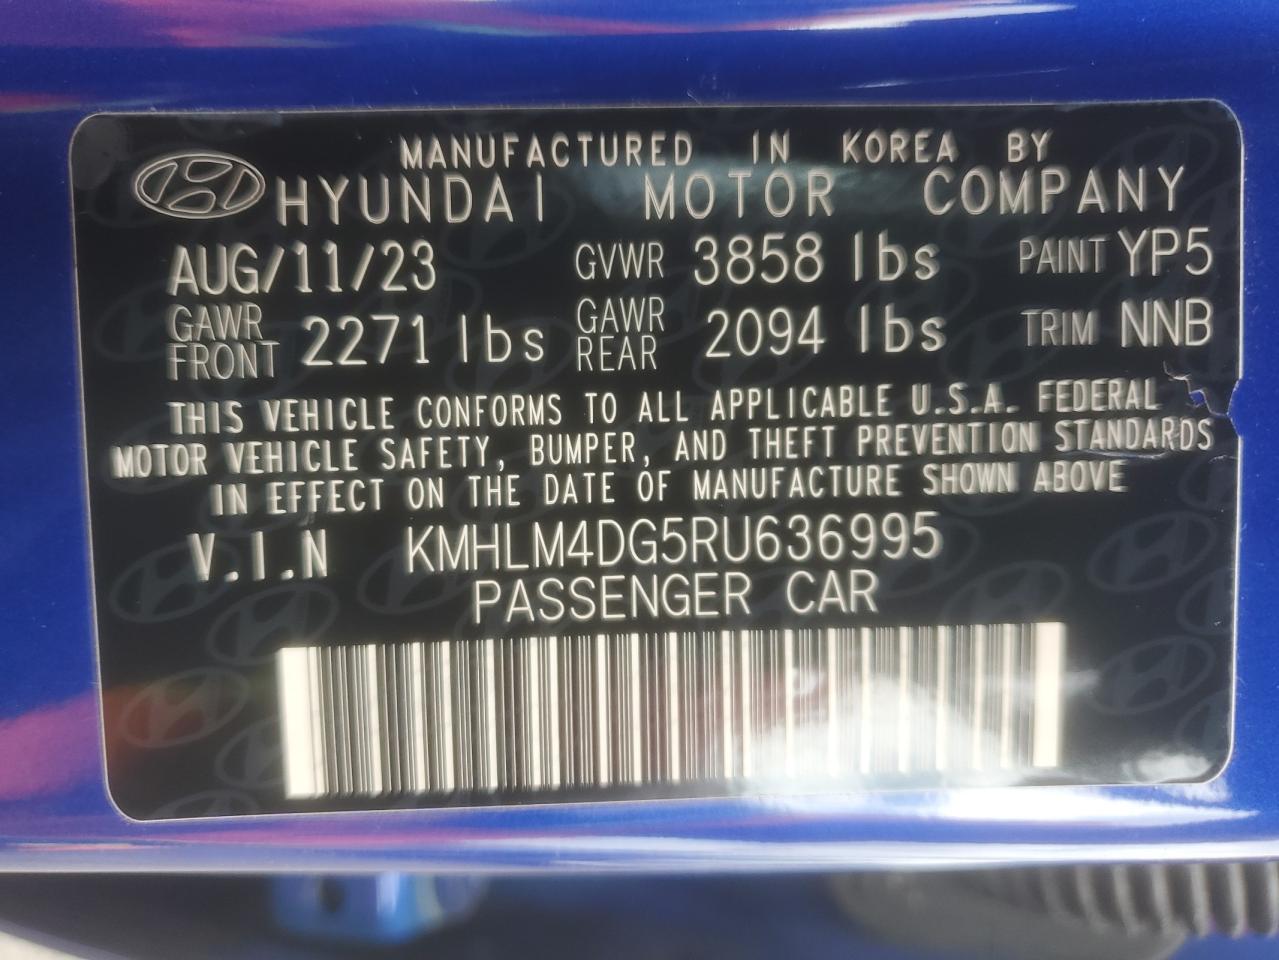 MANUFACTURED IN KOREA BY
HYUNDAI MOTOR COMPANY
AUG/11/23 GVWR 3858 lbs PAINT YP5
GAWR FRONT 2271 lbs GAWR REAR 2094 lbs TRIM NNB
THIS VEHICLE CONFORMS TO ALL APPLICABLE U.S.A. FEDERAL
MOTOR VEHICLE SAFETY, BUMPER, AND THEFT PREVENTION STANDARDS
IN EFFECT ON THE DATE OF MANUFACTURE SHOWN ABOVE
V.I.N KMHLM4DG5RU636995
PASSENGER CAR